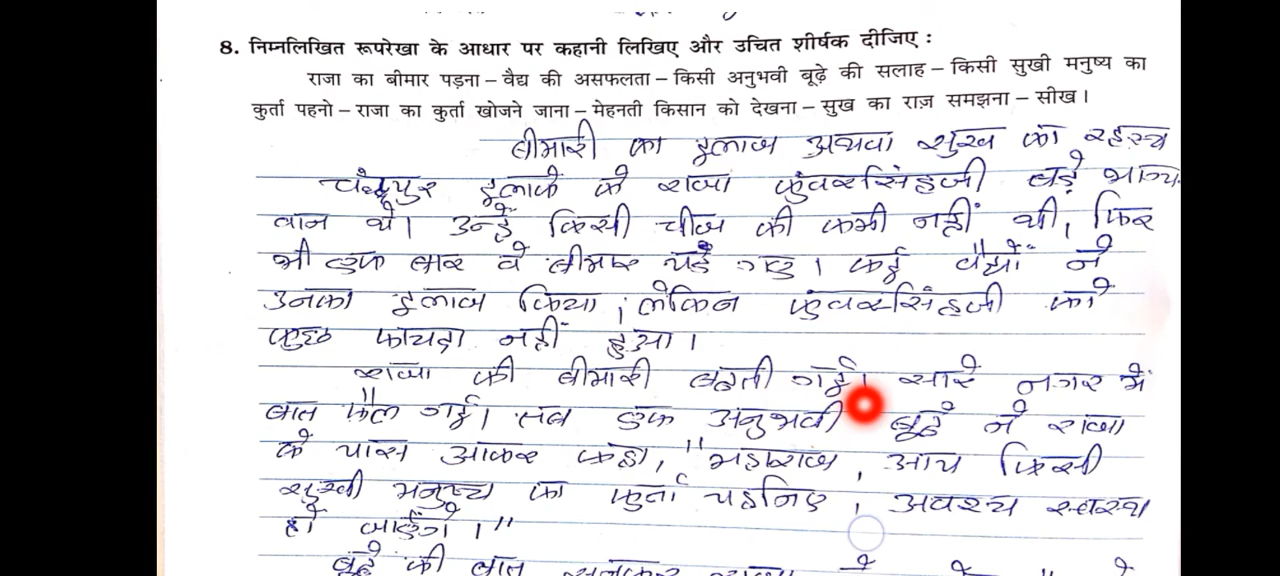 8. निम्नलिखित रूपरेखा के आधार पर कहानी लिखिए और उचित शीर्षक दीजिए :
राजा का बीमार पड़ना – वैद्य की असफलता – किसी अनुभवी बूढ़े की सलाह – किसी सुखी मनुष्य का
कुर्ता पहनो – राजा का कुर्ता खोजने जाना – मेहनती किसान को देखना – सुख का राज़ समझना – सीख।
बीमारी का इलाज अथवा सुख का रहस्य
इलाके के राजा कुंवरसिंहजी बड़े भाग्य-
वान थे। उन्हें किसी चीज की कमी नहीं थी, फिर
भी एक बार वे बीमार पड़ गए। कई वैद्यों ने
उनका इलाज किया, लेकिन कुंवरसिंहजी को
कुछ फायदा नहीं हुआ।
राजा की बीमारी बढ़ती गई। सारे नगर में
बात फैल गई। तब एक अनुभवी बूढ़े ने राजा
के पास आकर कहा, "महाराज, आप किसी
सुखी मनुष्य का कुर्ता पहनिए, अवश्य स्वस्थ
हो जाएँगे।"
बूढ़े की बात सुनकर राजा